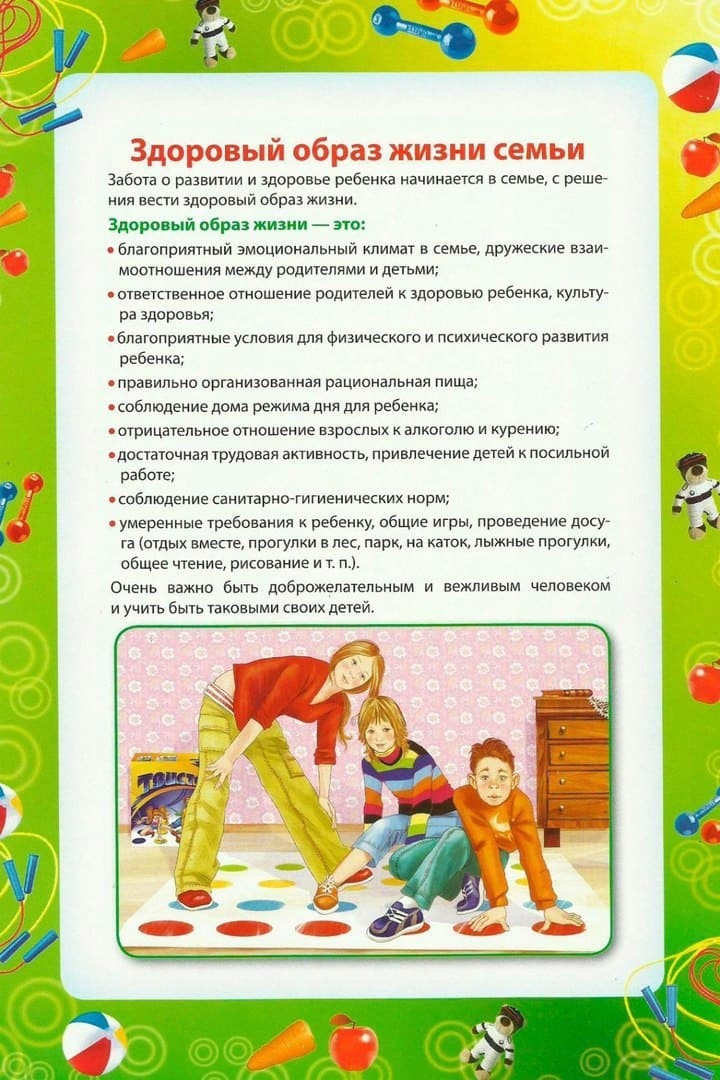 Здоровый образ жизни семьи
Забота о развитии и здоровье ребенка начинается в семье, с реше-
ния вести здоровый образ жизни.
Здоровый образ жизни — это:
• благоприятный эмоциональный климат в семье, дружеские взаи-
моотношения между родителями и детьми;
• ответственное отношение родителей к здоровью ребенка, культу-
ра здоровья;
• благоприятные условия для физического и психического развития
ребенка;
• правильно организованная рациональная пища;
• соблюдение дома режима дня для ребенка;
• отрицательное отношение взрослых к алкоголю и курению;
• достаточная трудовая активность, привлечение детей к посильной
работе;
• соблюдение санитарно-гигиенических норм;
• умеренные требования к ребенку, общие игры, проведение досу-
га (отдых вместе, прогулки в лес, парк, на каток, лыжные прогулки,
общее чтение, рисование и т. п.).
Очень важно быть доброжелательным и вежливым человеком
и учить быть таковыми своих детей.